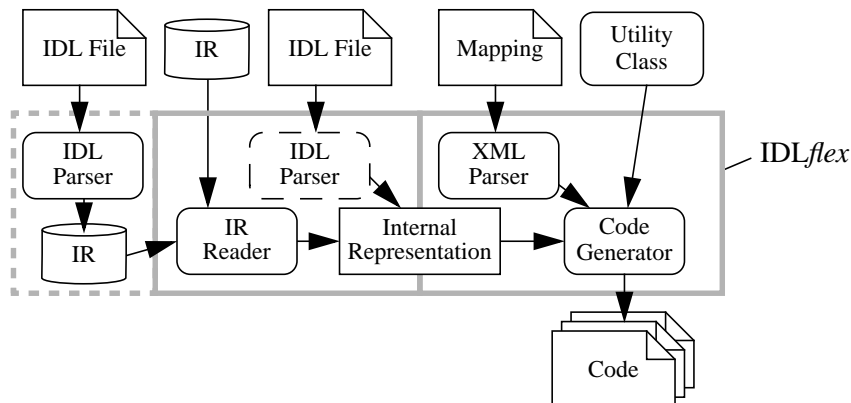 IDL File
IR
IDL File
Mapping
Utility
Class
IDL
Parser
IDL
Parser
XML
Parser
IDLflex
IR
IR
Reader
Internal
Representation
Code
Generator
Code